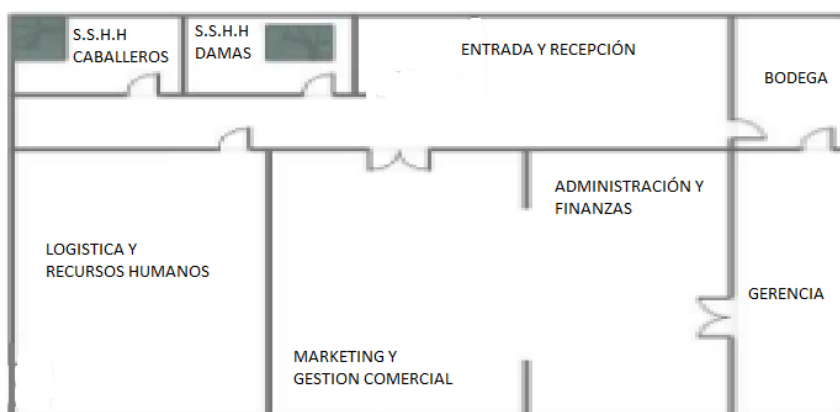 S.S.H.H
CABALLEROS
S.S.H.H
DAMAS
ENTRADA Y RECEPCIÓN
BODEGA
ADMINISTRACIÓN Y
FINANZAS
LOGISTICA Y
RECURSOS HUMANOS
GERENCIA
MARKETING Y
GESTION COMERCIAL